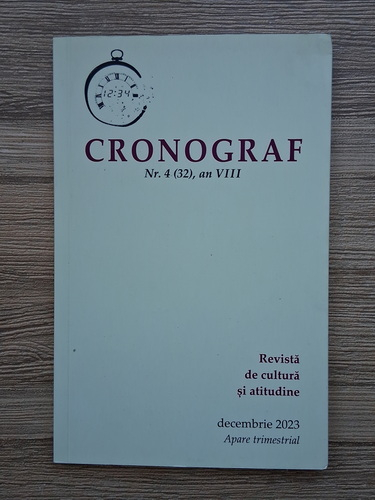 12:34
CRONOGRAF
Nr. 4 (32), an VIII
Revistă
de cultură
și atitudine
decembrie 2023
Apare trimestrial